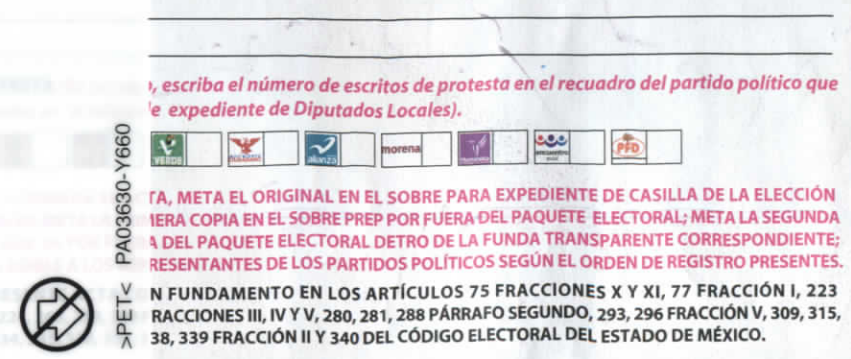 , escriba el número de escritos de protesta en el recuadro del partido político que
e expediente de Diputados Locales).
VERDE
alianza
morena
PFD
TA, META EL ORIGINAL EN EL SOBRE PARA EXPEDIENTE DE CASILLA DE LA ELECCIÓN
MERA COPIA EN EL SOBRE PREP POR FUERA DEL PAQUETE ELECTORAL; META LA SEGUNDA
A DEL PAQUETE ELECTORAL DETRO DE LA FUNDA TRANSPARENTE CORRESPONDIENTE;
RESENTANTES DE LOS PARTIDOS POLÍTICOS SEGÚN EL ORDEN DE REGISTRO PRESENTES.
N FUNDAMENTO EN LOS ARTÍCULOS 75 FRACCIONES X Y XI, 77 FRACCIÓN I, 223
RACCIONES III, IV Y V, 280, 281, 288 PÁRRAFO SEGUNDO, 293, 296 FRACCIÓN V, 309, 315,
38, 339 FRACCIÓN II Y 340 DEL CÓDIGO ELECTORAL DEL ESTADO DE MÉXICO.
>PET< PA03630-Y660